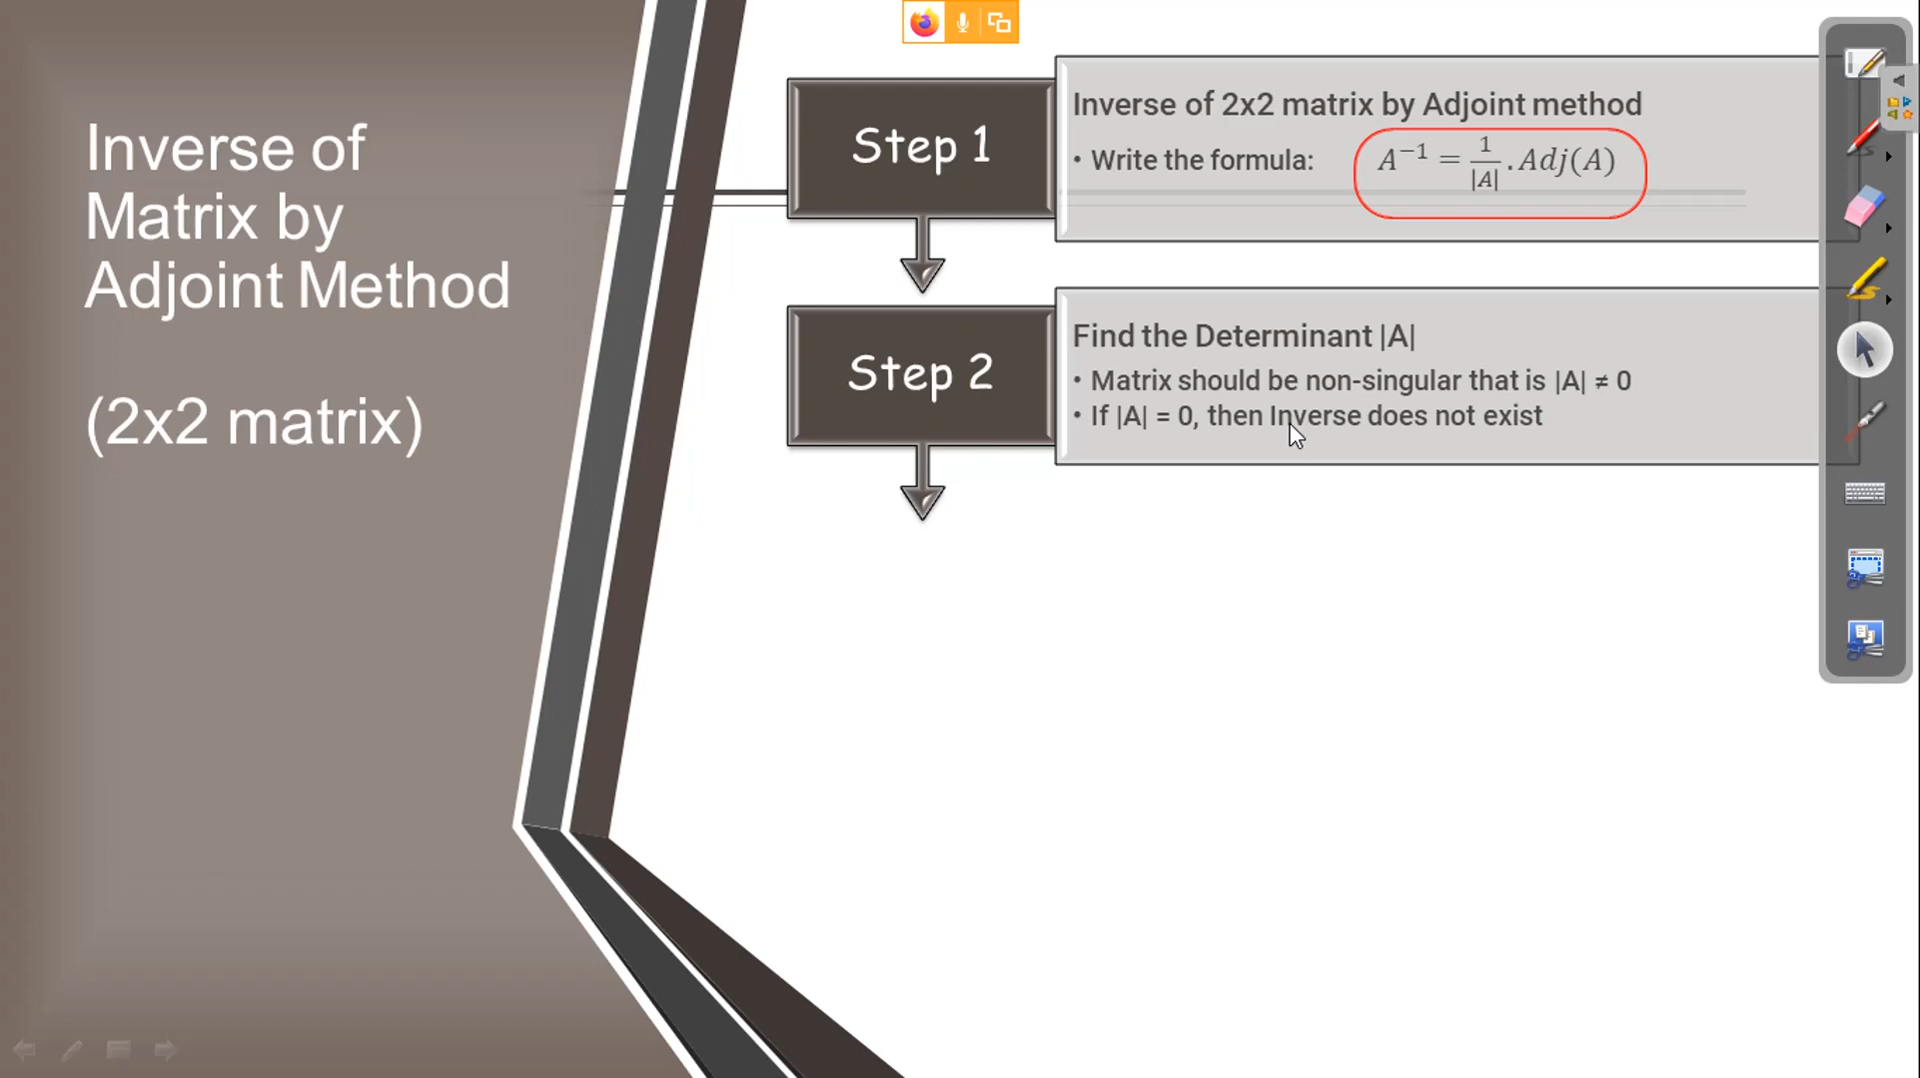 Inverse of
Matrix by
Adjoint Method
(2x2 matrix)
Step 1
Inverse of 2x2 matrix by Adjoint method
• Write the formula: A⁻¹ = 1/|A| . Adj(A)
Step 2
Find the Determinant |A|
• Matrix should be non-singular that is |A| ≠ 0
• If |A| = 0, then Inverse does not exist